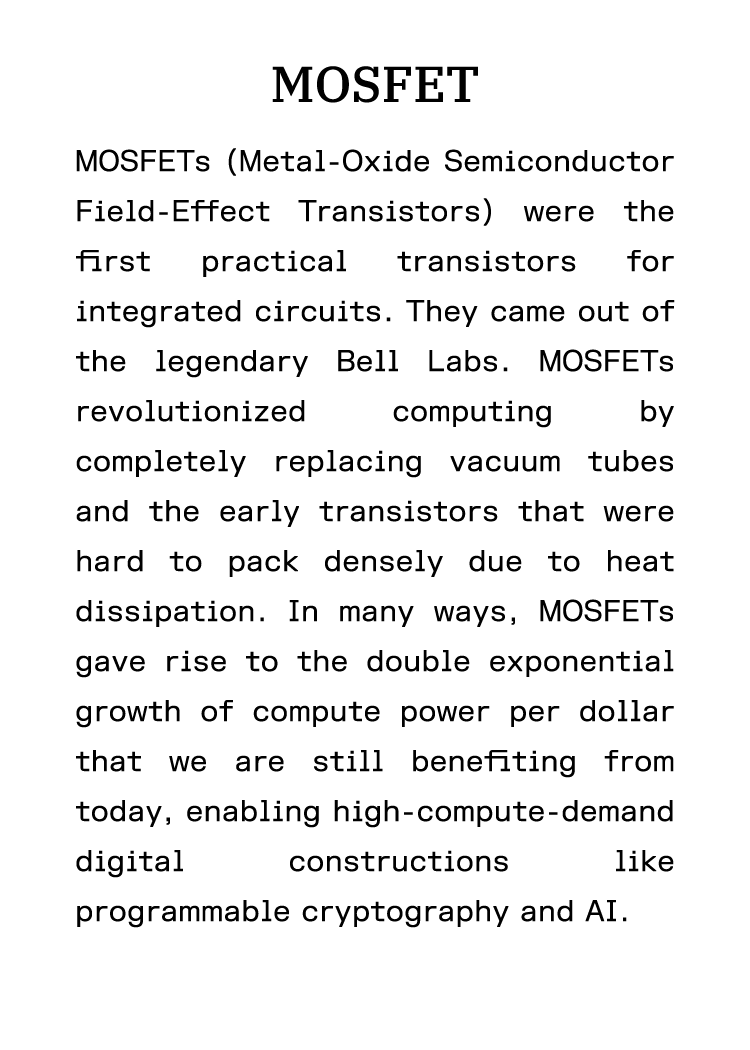 MOSFET
MOSFETs (Metal-Oxide Semiconductor
Field-Effect Transistors) were the
first practical transistors for
integrated circuits. They came out of
the legendary Bell Labs. MOSFETs
revolutionized computing by
completely replacing vacuum tubes
and the early transistors that were
hard to pack densely due to heat
dissipation. In many ways, MOSFETs
gave rise to the double exponential
growth of compute power per dollar
that we are still benefiting from
today, enabling high-compute-demand
digital constructions like
programmable cryptography and AI.